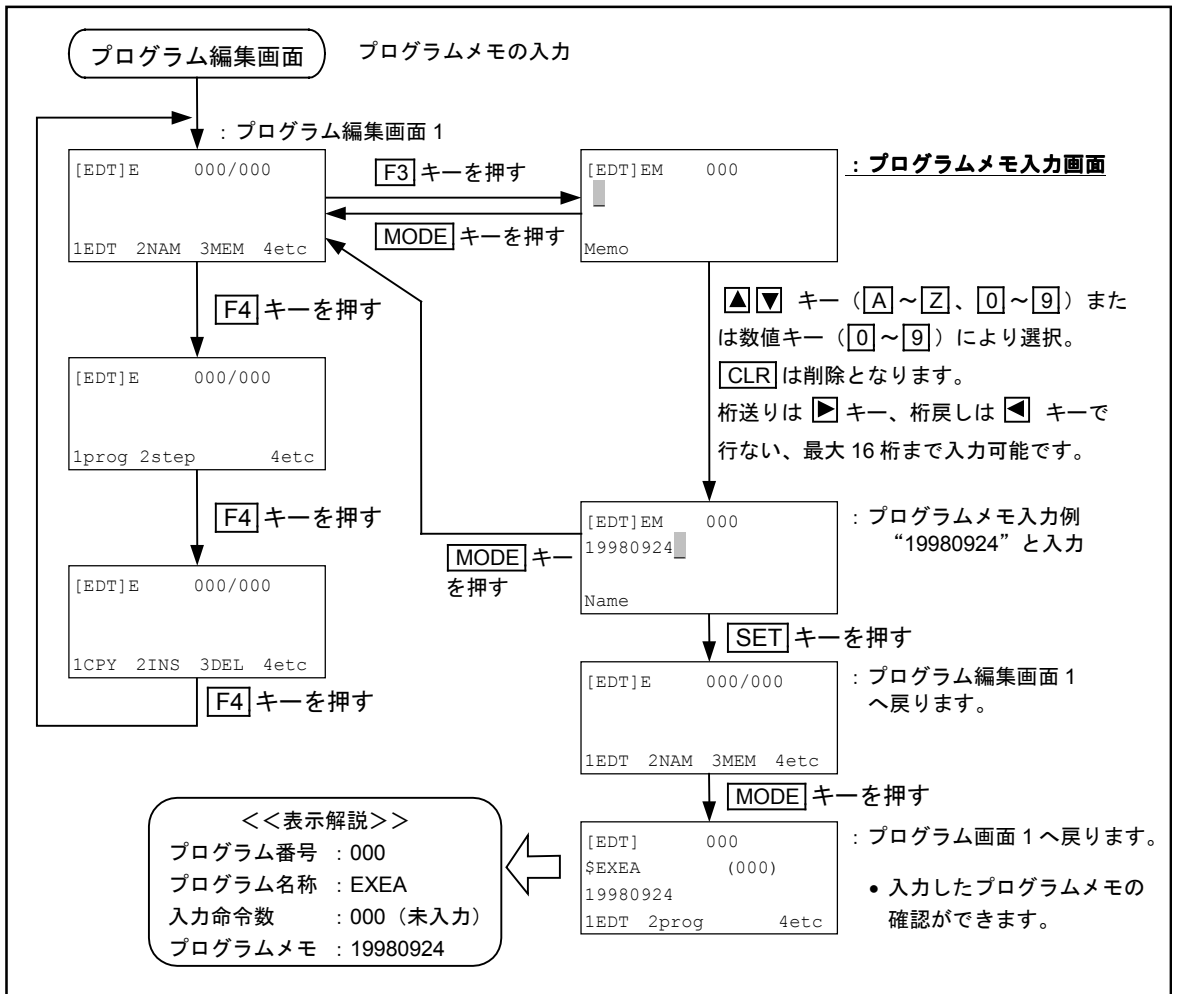 プログラム編集画面
プログラムメモの入力
：プログラム編集画面 1
[EDT]E 000/000
1EDT 2NAM 3MEM 4etc
F3 キーを押す
MODE キーを押す
[EDT]EM 000
_
Memo
：プログラムメモ入力画面
F4 キーを押す
▲ ▼ キー（A～Z、0～9）また
は数値キー（0～9）により選択。
CLR は削除となります。
桁送りは ▶ キー、桁戻しは ◀ キーで
行ない、最大 16 桁まで入力可能です。
[EDT]E 000/000
1prog 2step 4etc
F4 キーを押す
[EDT]EM 000
19980924_
Name
：プログラムメモ入力例
“19980924”と入力
MODE キー
を押す
[EDT]E 000/000
1CPY 2INS 3DEL 4etc
F4 キーを押す
SET キーを押す
[EDT]E 000/000
1EDT 2NAM 3MEM 4etc
：プログラム編集画面 1
へ戻ります。
MODE キーを押す
[EDT] 000
$EXEA (000)
19980924
1EDT 2prog 4etc
：プログラム画面 1 へ戻ります。
• 入力したプログラムメモの
確認ができます。
＜＜表示解説＞＞
プログラム番号 ：000
プログラム名称 ：EXEA
入力命令数 ：000（未入力）
プログラムメモ ：19980924